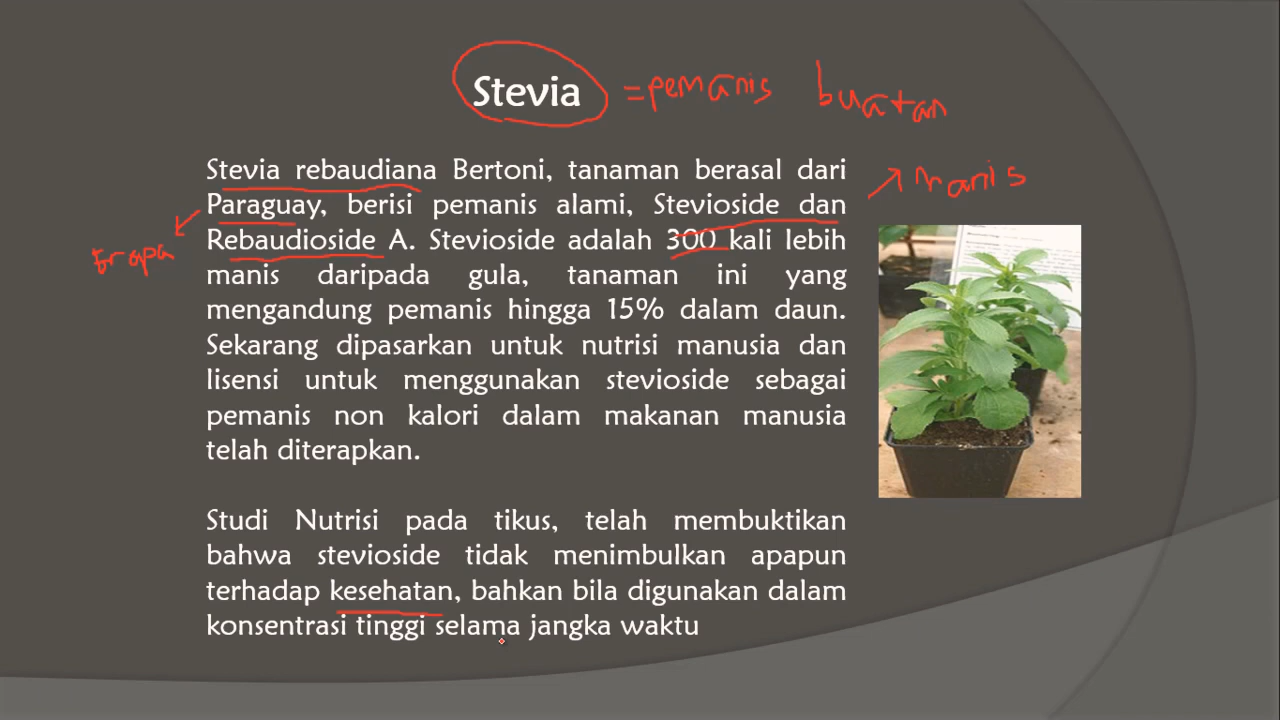 Stevia = pemanis buatan
Stevia rebaudiana Bertoni, tanaman berasal dari
Paraguay, berisi pemanis alami, Stevioside dan
Rebaudioside A. Stevioside adalah 300 kali lebih
manis daripada gula, tanaman ini yang
mengandung pemanis hingga 15% dalam daun.
Sekarang dipasarkan untuk nutrisi manusia dan
lisensi untuk menggunakan stevioside sebagai
pemanis non kalori dalam makanan manusia
telah diterapkan.
Studi Nutrisi pada tikus, telah membuktikan
bahwa stevioside tidak menimbulkan apapun
terhadap kesehatan, bahkan bila digunakan dalam
konsentrasi tinggi selama jangka waktu
manis